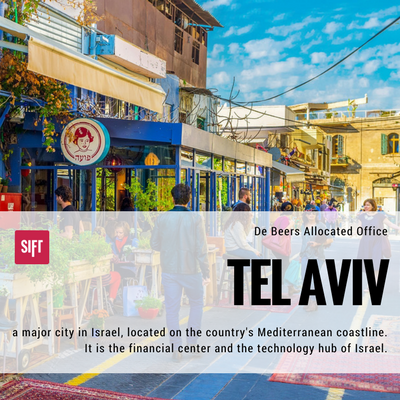 פועה
De Beers Allocated Office
SIFT
TEL AVIV
a major city in Israel, located on the country's Mediterranean coastline.
It is the financial center and the technology hub of Israel.